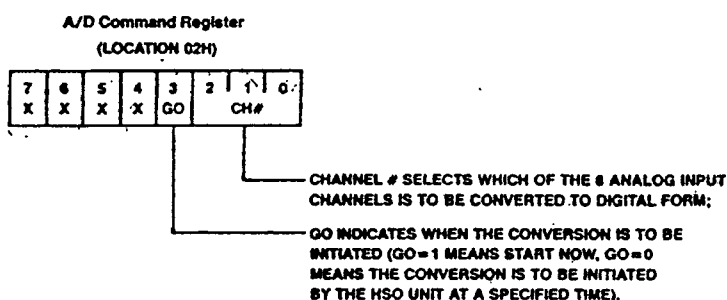 A/D Command Register
(LOCATION 02H)
7 6 5 4 3 2 1 0
X X X X GO CH#
CHANNEL # SELECTS WHICH OF THE 8 ANALOG INPUT
CHANNELS IS TO BE CONVERTED TO DIGITAL FORM;
GO INDICATES WHEN THE CONVERSION IS TO BE
INITIATED (GO=1 MEANS START NOW, GO=0
MEANS THE CONVERSION IS TO BE INITIATED
BY THE HSO UNIT AT A SPECIFIED TIME).